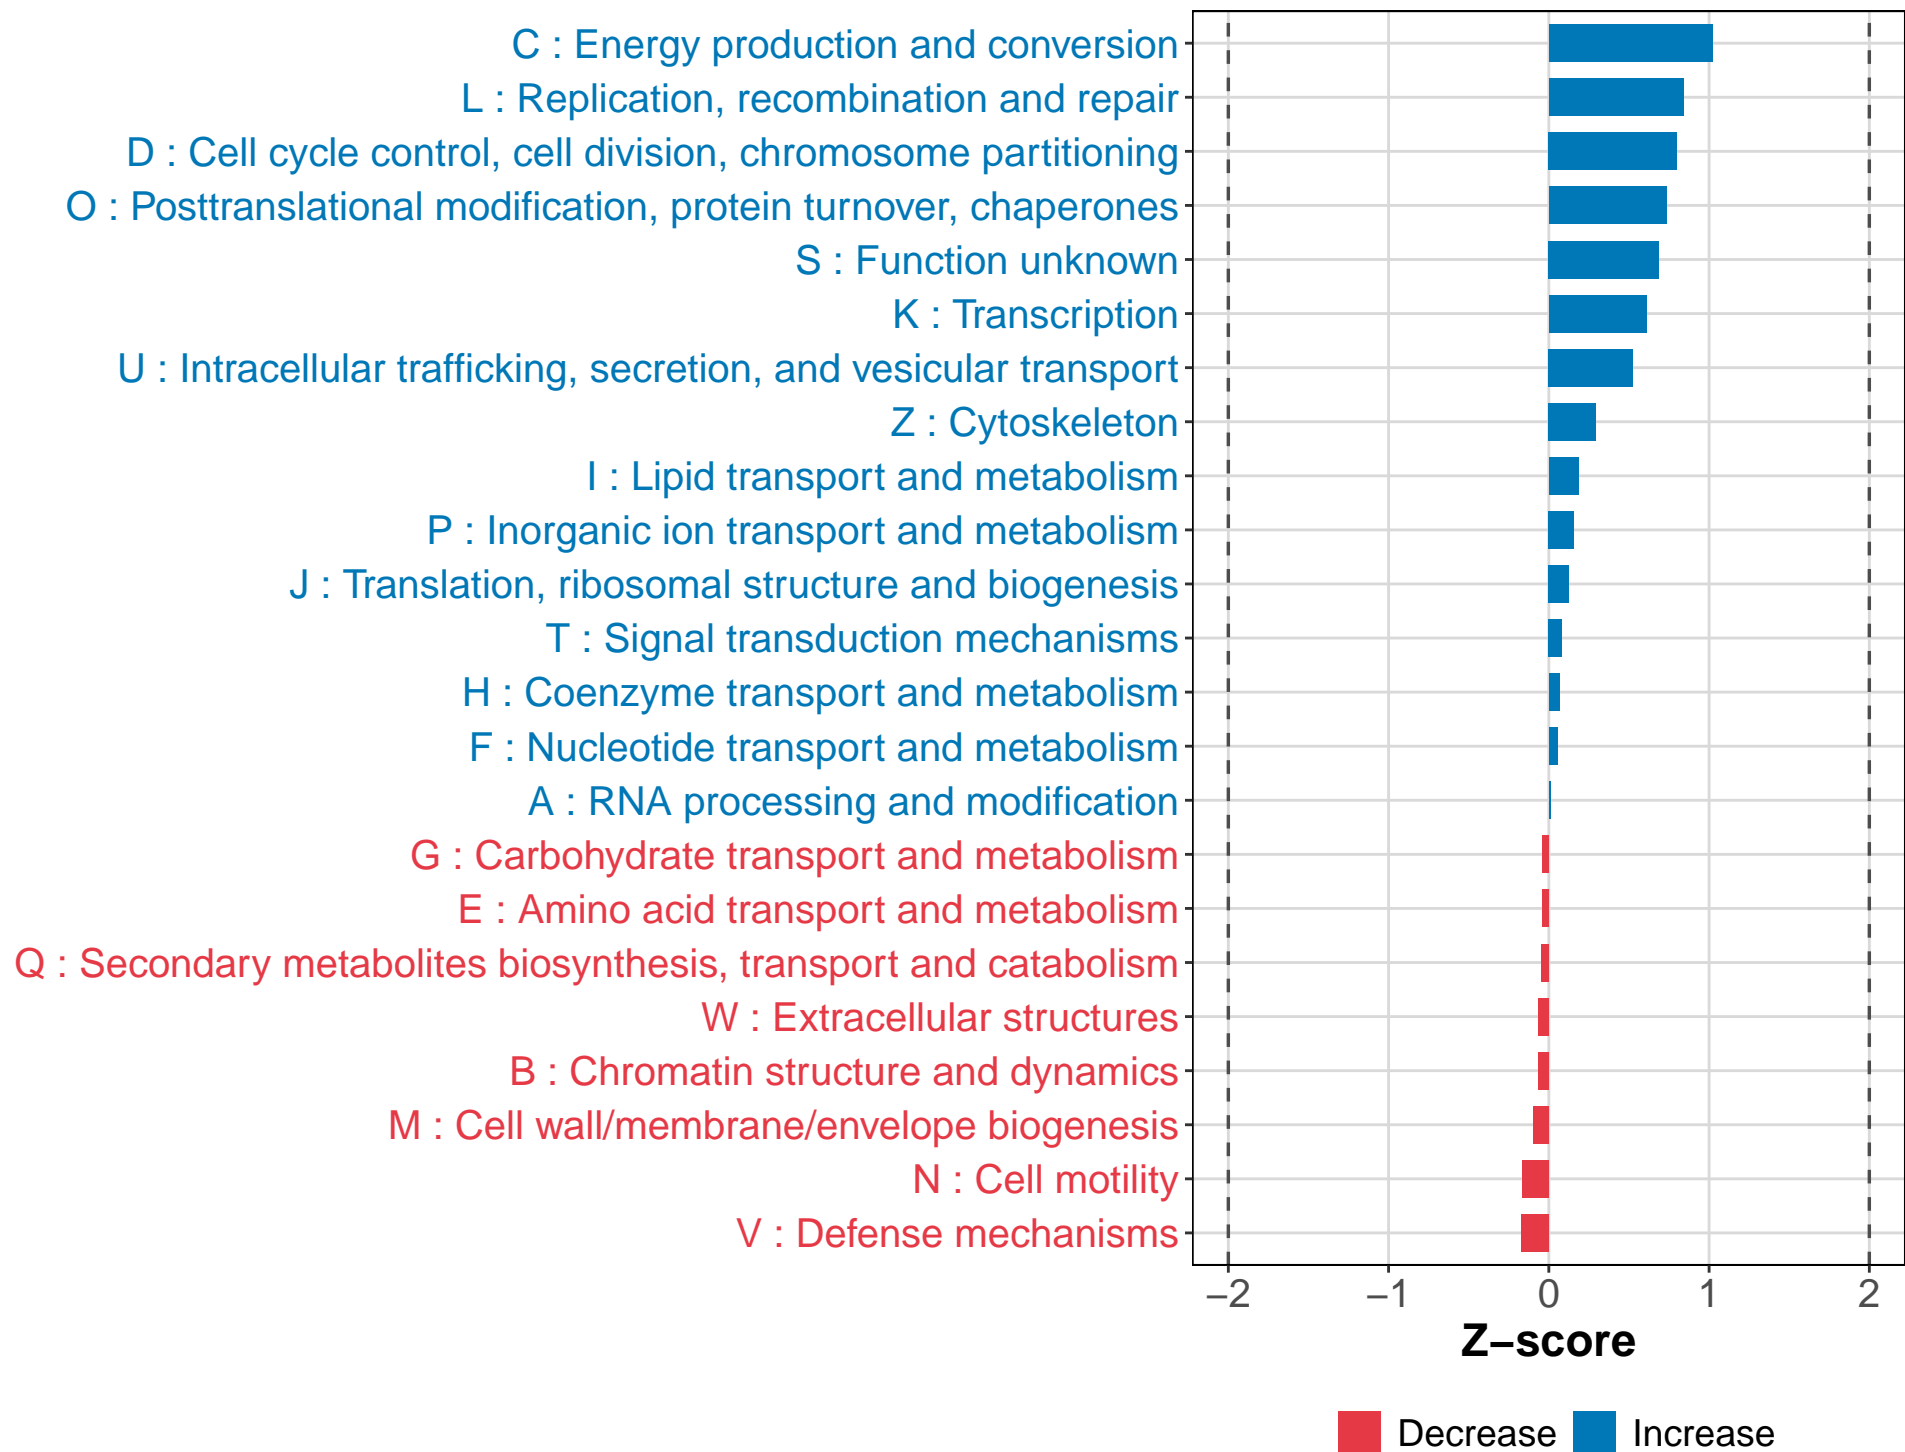 C : Energy production and conversion
L : Replication, recombination and repair
D : Cell cycle control, cell division, chromosome partitioning
O : Posttranslational modification, protein turnover, chaperones
S : Function unknown
K : Transcription
U : Intracellular trafficking, secretion, and vesicular transport
Z : Cytoskeleton
I : Lipid transport and metabolism
P : Inorganic ion transport and metabolism
J : Translation, ribosomal structure and biogenesis
T : Signal transduction mechanisms
H : Coenzyme transport and metabolism
F : Nucleotide transport and metabolism
A : RNA processing and modification
G : Carbohydrate transport and metabolism
E : Amino acid transport and metabolism
Q : Secondary metabolites biosynthesis, transport and catabolism
W : Extracellular structures
B : Chromatin structure and dynamics
M : Cell wall/membrane/envelope biogenesis
N : Cell motility
V : Defense mechanisms
−2 −1 0 1 2
Z−score
Decrease Increase